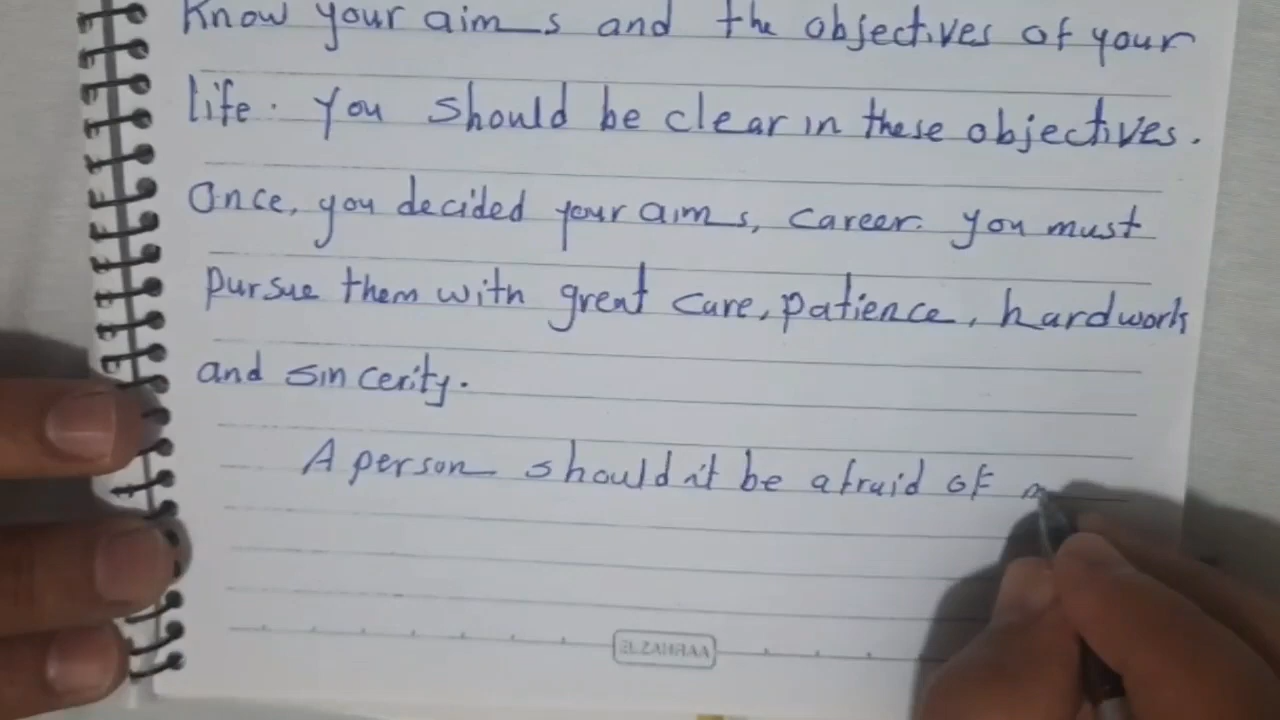 Know your aims and the objectives of your
life. You should be clear in these objectives.
Once, you decided your aims, career. you must
pursue them with great care, patience, hardwork
and sincerity.
A person shouldn't be afraid of
ELZAHRAA